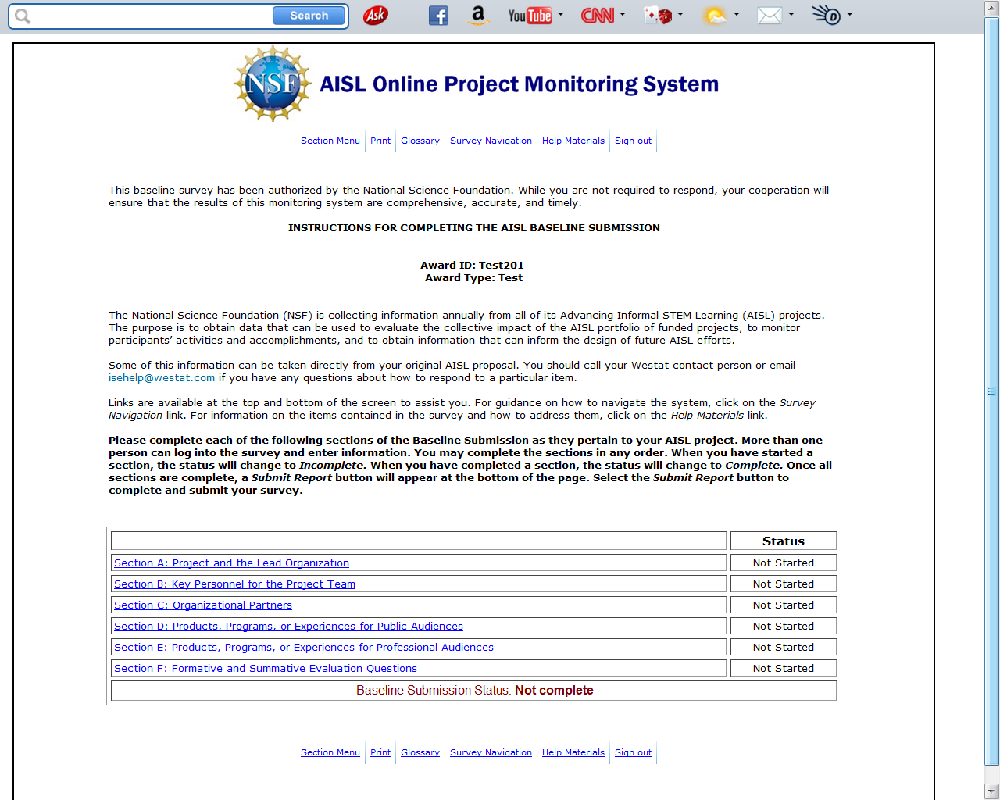 Search
Ask
f
a
YouTube
CNN
D
NSF
AISL Online Project Monitoring System
Section Menu
Print
Glossary
Survey Navigation
Help Materials
Sign out
This baseline survey has been authorized by the National Science Foundation. While you are not required to respond, your cooperation will
ensure that the results of this monitoring system are comprehensive, accurate, and timely.
INSTRUCTIONS FOR COMPLETING THE AISL BASELINE SUBMISSION
Award ID: Test201
Award Type: Test
The National Science Foundation (NSF) is collecting information annually from all of its Advancing Informal STEM Learning (AISL) projects.
The purpose is to obtain data that can be used to evaluate the collective impact of the AISL portfolio of funded projects, to monitor
participants’ activities and accomplishments, and to obtain information that can inform the design of future AISL efforts.
Some of this information can be taken directly from your original AISL proposal. You should call your Westat contact person or email
isehelp@westat.com if you have any questions about how to respond to a particular item.
Links are available at the top and bottom of the screen to assist you. For guidance on how to navigate the system, click on the Survey
Navigation link. For information on the items contained in the survey and how to address them, click on the Help Materials link.
Please complete each of the following sections of the Baseline Submission as they pertain to your AISL project. More than one
person can log into the survey and enter information. You may complete the sections in any order. When you have started a
section, the status will change to Incomplete. When you have completed a section, the status will change to Complete. Once all
sections are complete, a Submit Report button will appear at the bottom of the page. Select the Submit Report button to
complete and submit your survey.
Status
Section A: Project and the Lead Organization
Not Started
Section B: Key Personnel for the Project Team
Not Started
Section C: Organizational Partners
Not Started
Section D: Products, Programs, or Experiences for Public Audiences
Not Started
Section E: Products, Programs, or Experiences for Professional Audiences
Not Started
Section F: Formative and Summative Evaluation Questions
Not Started
Baseline Submission Status: Not complete
Section Menu
Print
Glossary
Survey Navigation
Help Materials
Sign out